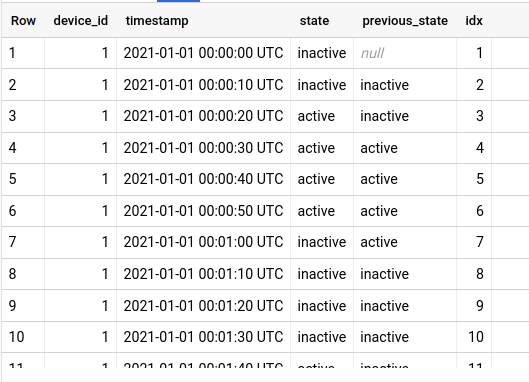 Row device_id timestamp state previous_state idx
1 1 2021-01-01 00:00:00 UTC inactive null 1
2 1 2021-01-01 00:00:10 UTC inactive inactive 2
3 1 2021-01-01 00:00:20 UTC active inactive 3
4 1 2021-01-01 00:00:30 UTC active active 4
5 1 2021-01-01 00:00:40 UTC active active 5
6 1 2021-01-01 00:00:50 UTC active active 6
7 1 2021-01-01 00:01:00 UTC inactive active 7
8 1 2021-01-01 00:01:10 UTC inactive inactive 8
9 1 2021-01-01 00:01:20 UTC inactive inactive 9
10 1 2021-01-01 00:01:30 UTC inactive inactive 10
11 1 2021-01-01 00:01:40 UTC active inactive 11